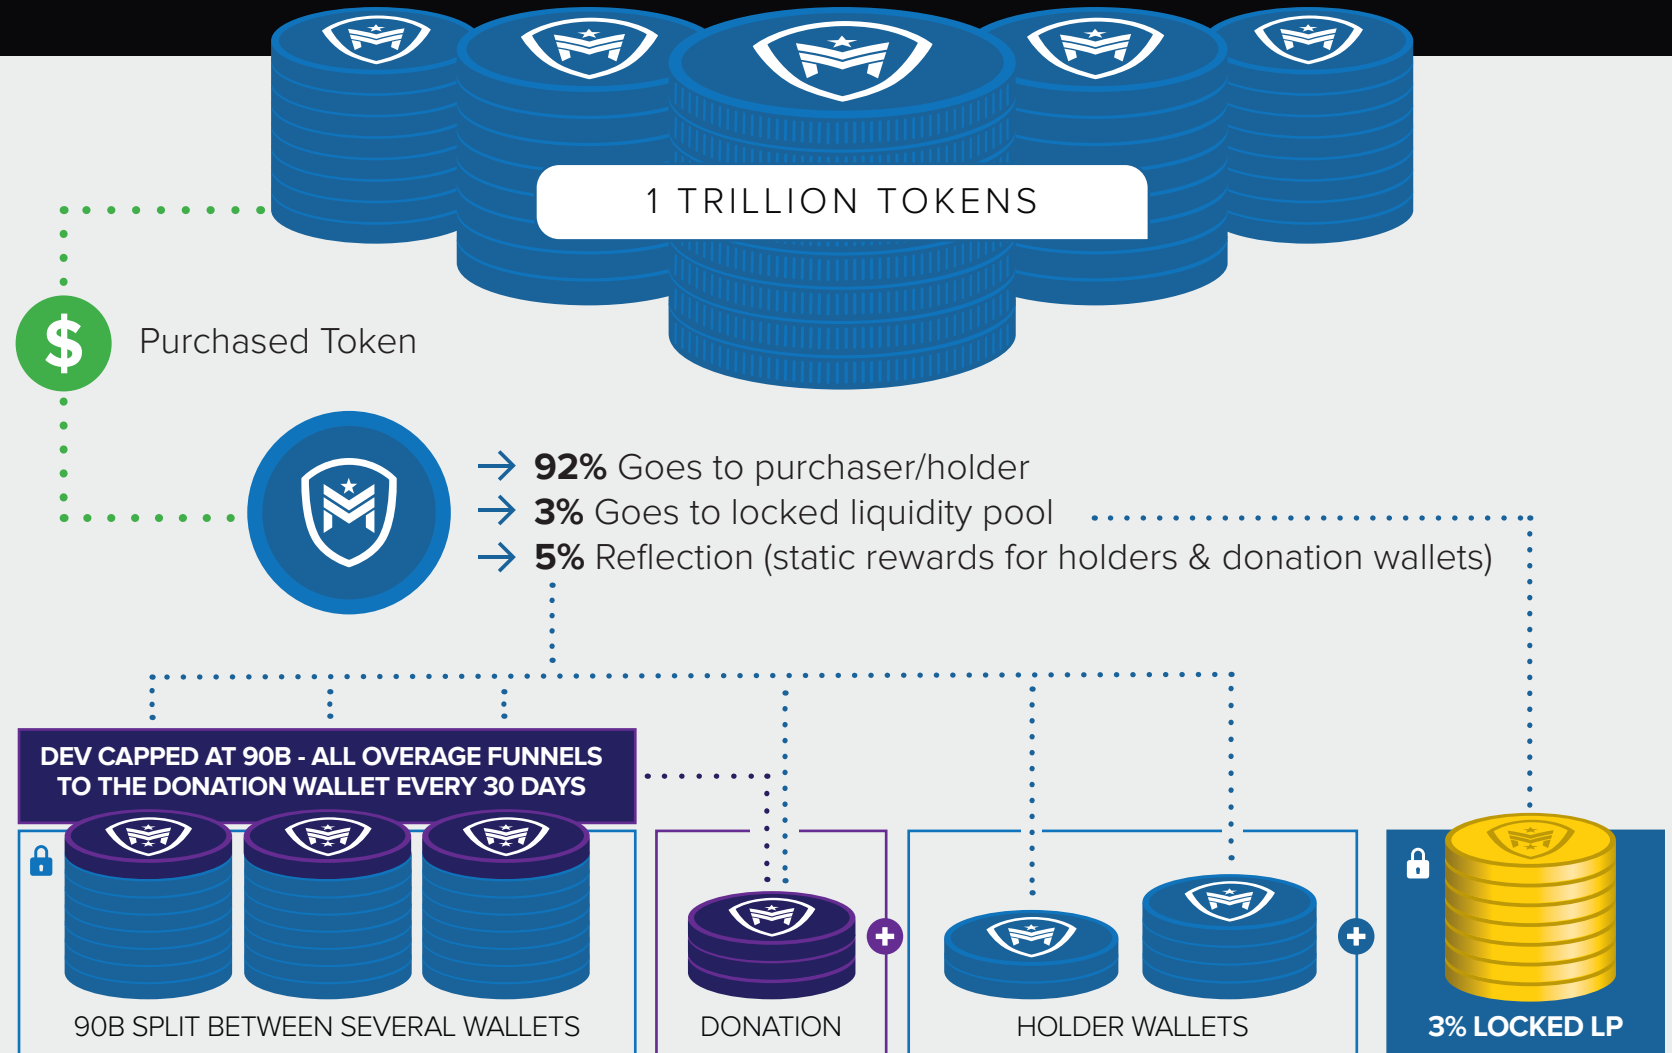 1 TRILLION TOKENS
$
Purchased Token
92% Goes to purchaser/holder
3% Goes to locked liquidity pool
5% Reflection (static rewards for holders & donation wallets)
DEV CAPPED AT 90B - ALL OVERAGE FUNNELS
TO THE DONATION WALLET EVERY 30 DAYS
90B SPLIT BETWEEN SEVERAL WALLETS
DONATION
HOLDER WALLETS
3% LOCKED LP